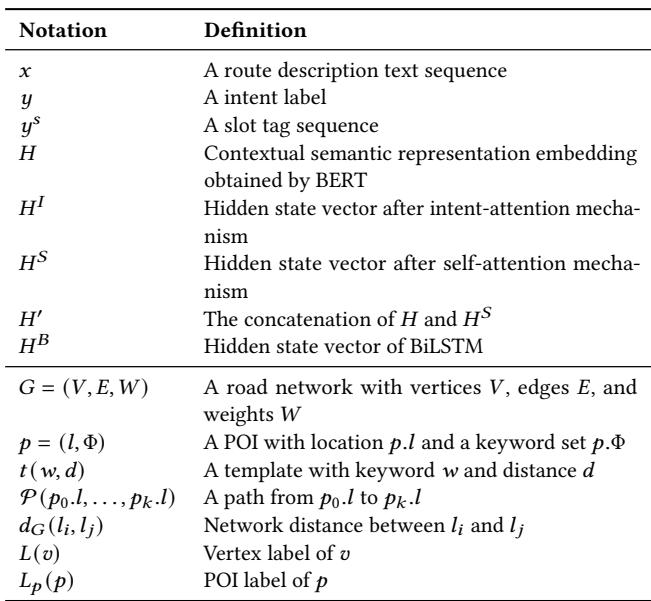 Notation Definition
x A route description text sequence
y A intent label
y^s A slot tag sequence
H Contextual semantic representation embedding
obtained by BERT
H^I Hidden state vector after intent-attention mecha-
nism
H^S Hidden state vector after self-attention mecha-
nism
H′ The concatenation of H and H^S
H^B Hidden state vector of BiLSTM
G = (V, E, W) A road network with vertices V, edges E, and
weights W
p = (l, Φ) A POI with location p.l and a keyword set p.Φ
t(w, d) A template with keyword w and distance d
𝒫(p₀.l, . . . , pₖ.l) A path from p₀.l to pₖ.l
d_G(l_i, l_j) Network distance between l_i and l_j
L(v) Vertex label of v
L_p(p) POI label of p